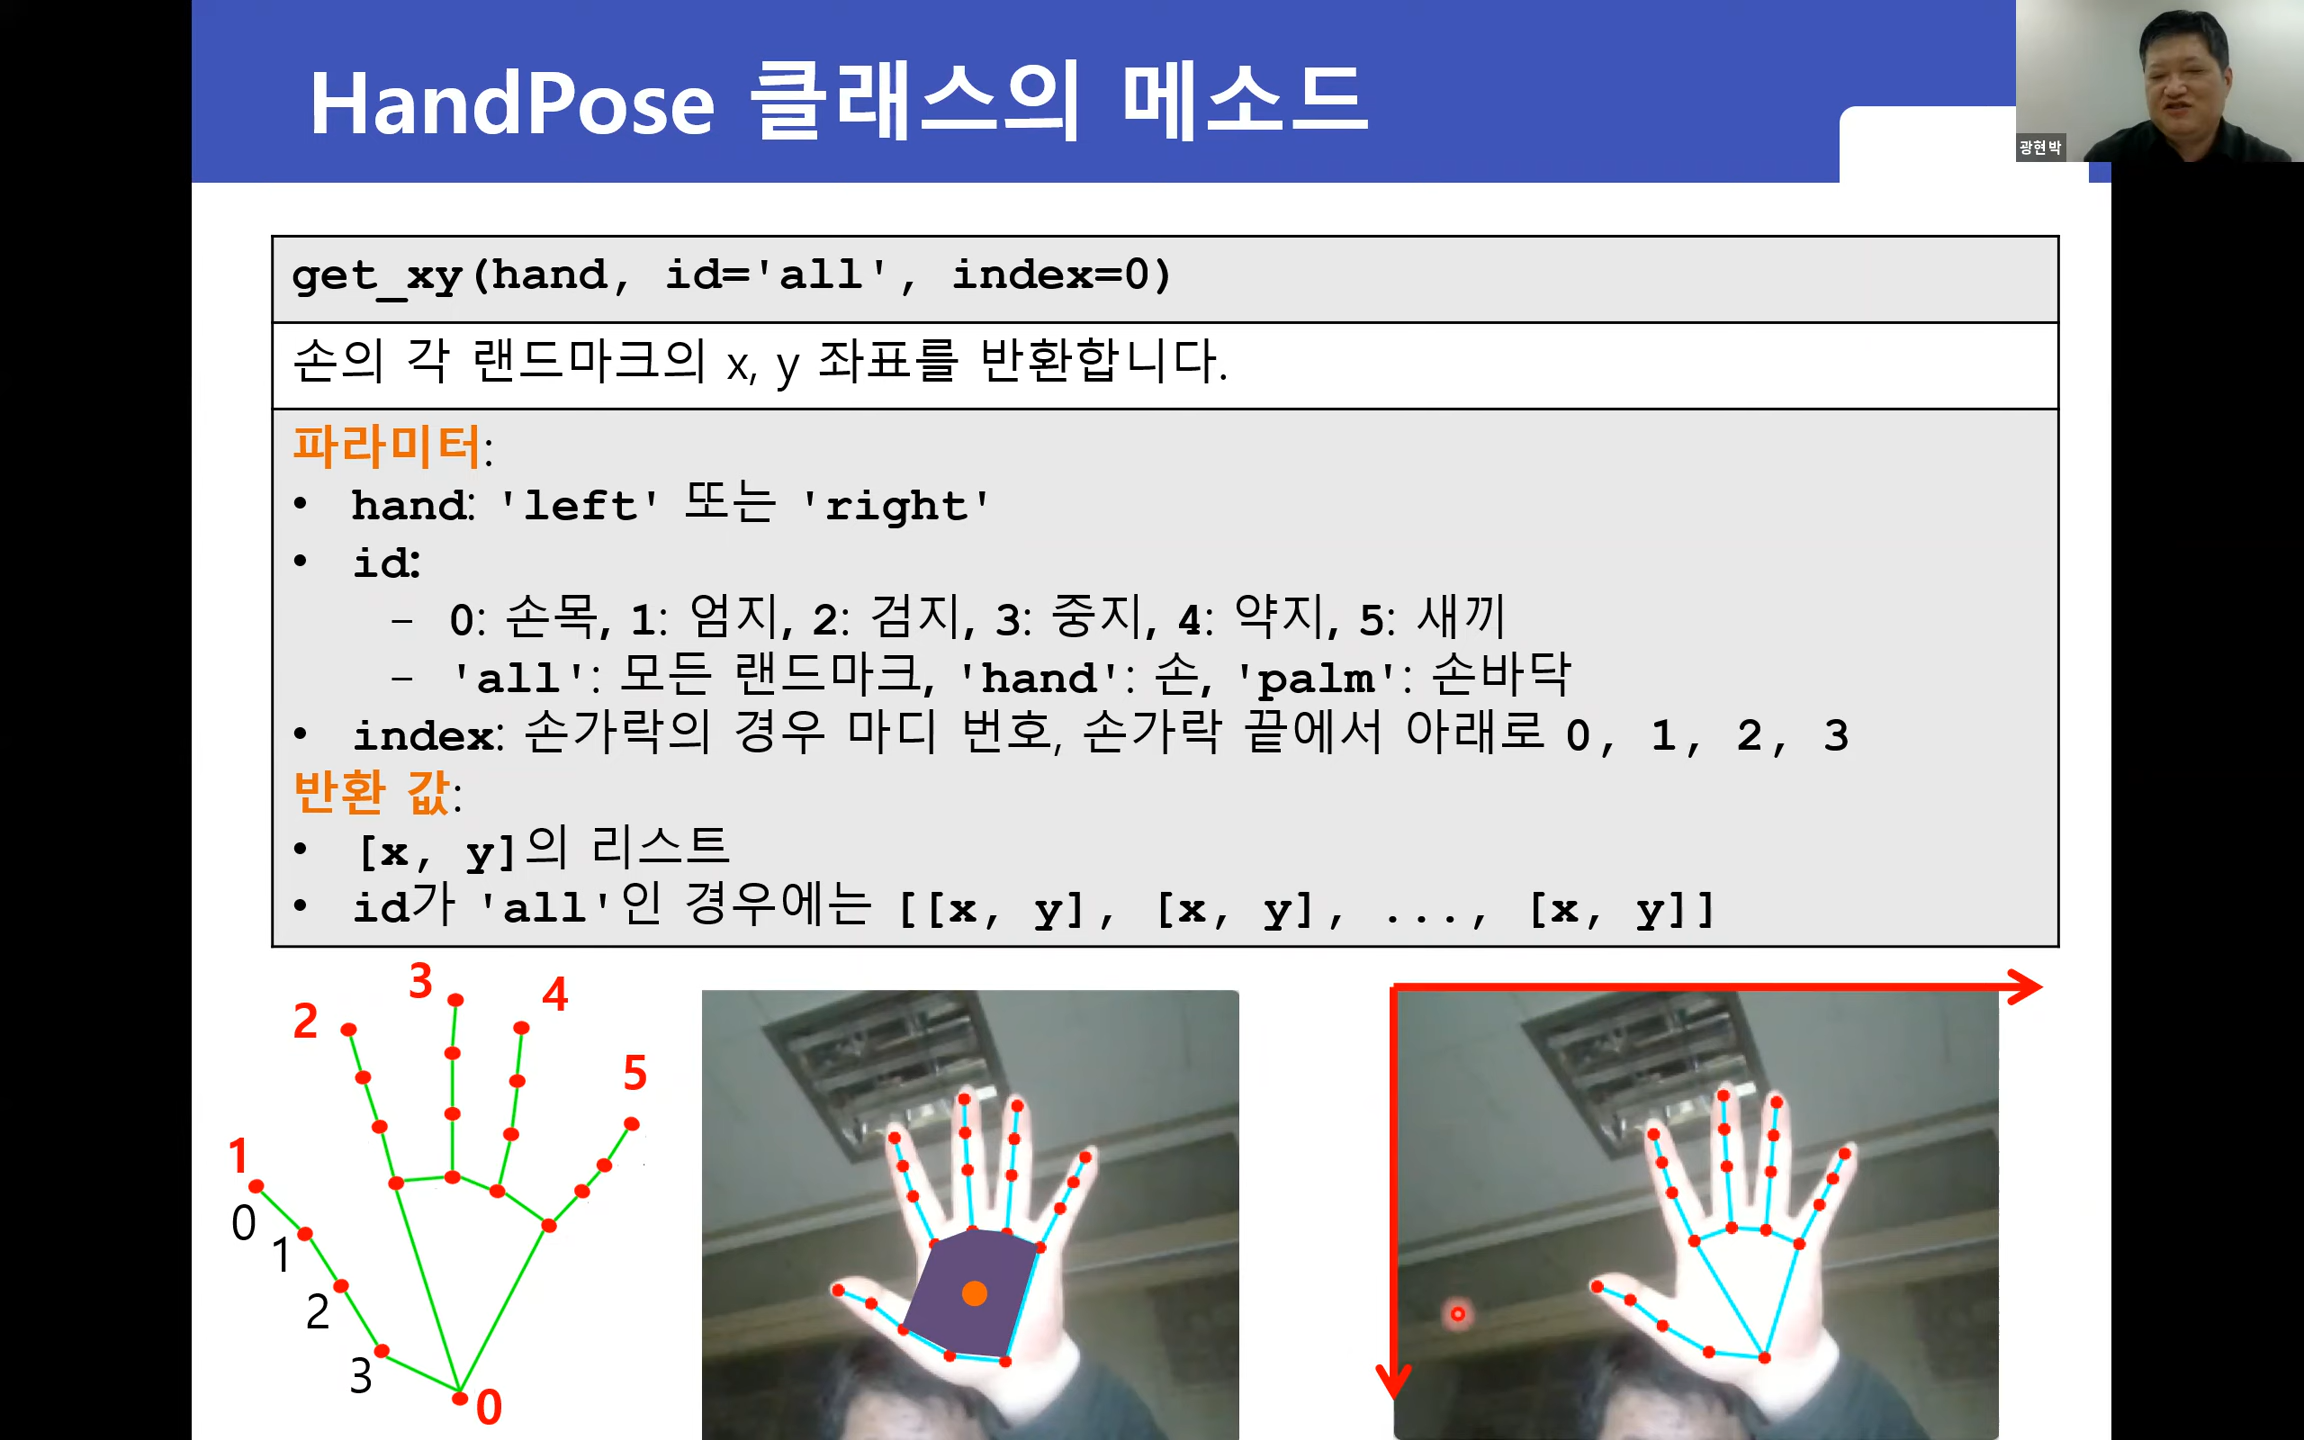 HandPose 클래스의 메소드
광현박
get_xy(hand, id='all', index=0)
손의 각 랜드마크의 x, y 좌표를 반환합니다.
파라미터:
• hand: 'left' 또는 'right'
• id:
– 0: 손목, 1: 엄지, 2: 검지, 3: 중지, 4: 약지, 5: 새끼
– 'all': 모든 랜드마크, 'hand': 손, 'palm': 손바닥
• index: 손가락의 경우 마디 번호, 손가락 끝에서 아래로 0, 1, 2, 3
반환 값:
• [x, y]의 리스트
• id가 'all'인 경우에는 [[x, y], [x, y], ..., [x, y]]
3
4
2
5
1
0
1
2
3
0